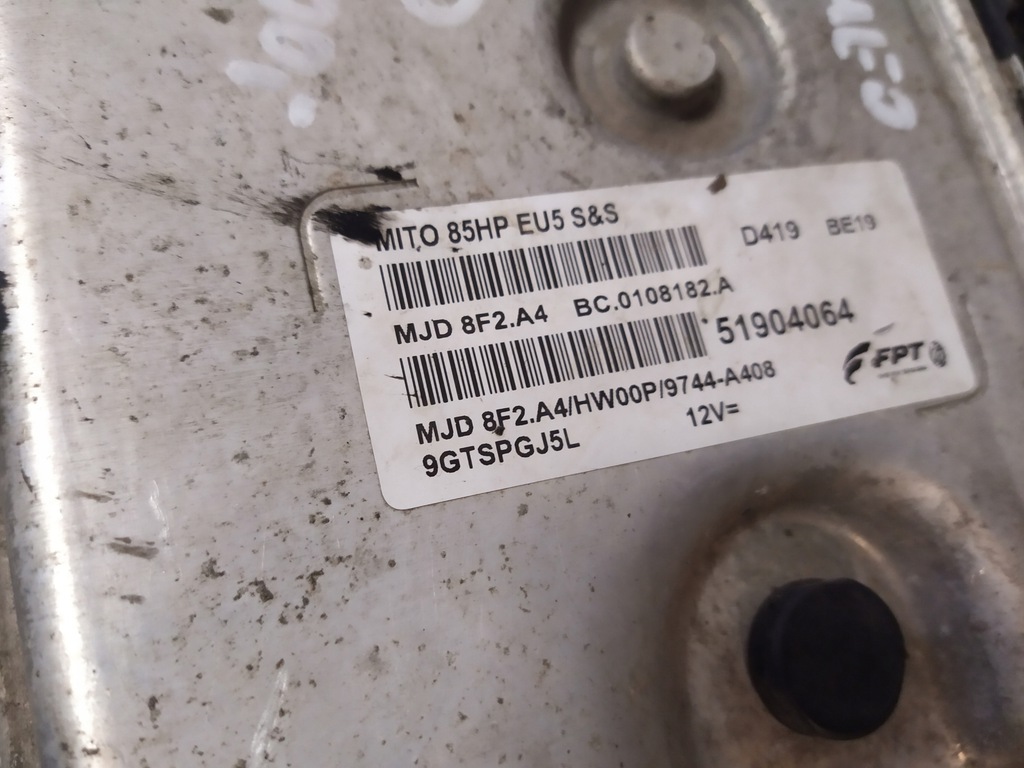 MITO 85HP EU5 S&S
D419 BE19
MJD 8F2.A4 BC.0108182.A
51904064
MJD 8F2.A4/HW00P/9744-A408
FPT
9GTSPGJ5L
12V=